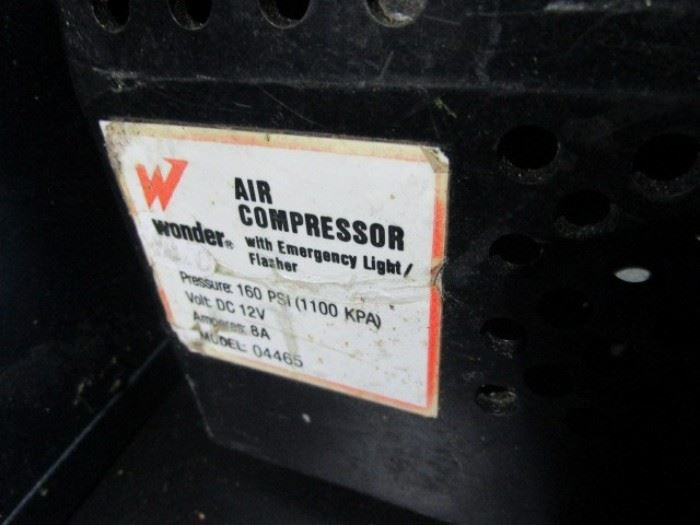 W
wonder®
AIR
COMPRESSOR
with Emergency Light/
Flasher
Pressure: 160 PSI (1100 KPA)
Volt: DC 12V
Amperes: 8A
MODEL: 04465